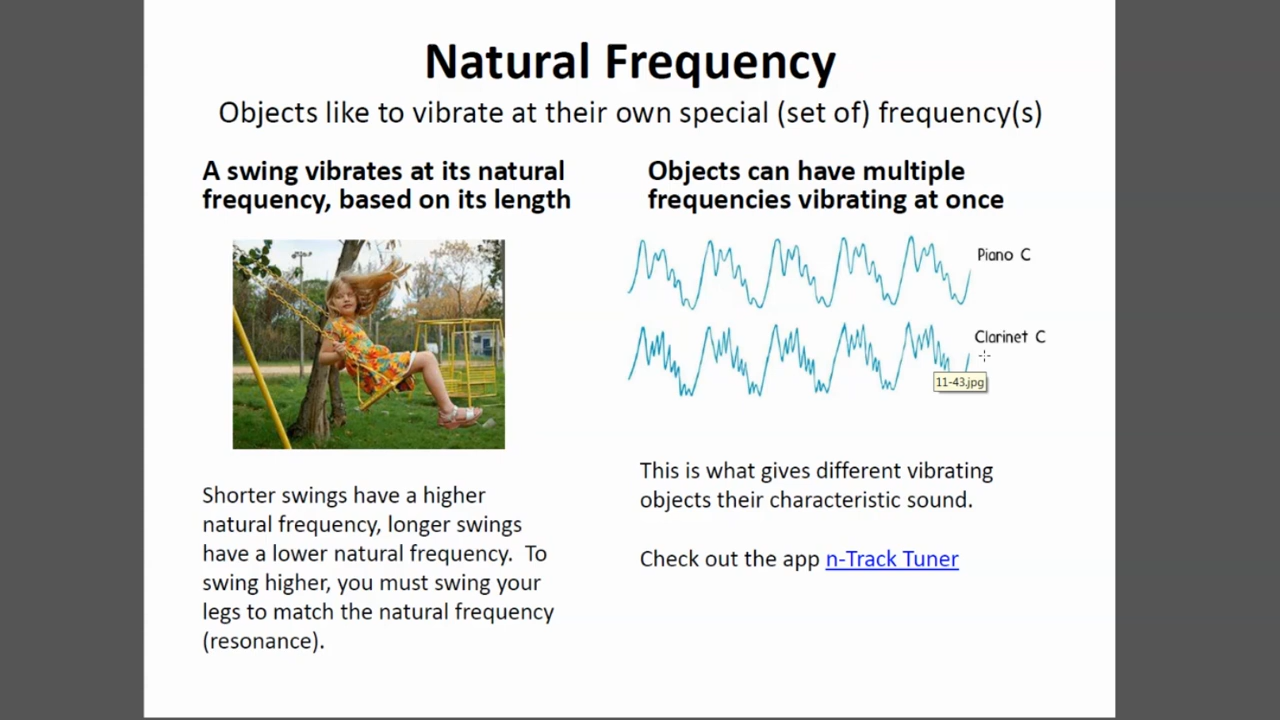 Natural Frequency
Objects like to vibrate at their own special (set of) frequency(s)
A swing vibrates at its natural
frequency, based on its length
Shorter swings have a higher
natural frequency, longer swings
have a lower natural frequency. To
swing higher, you must swing your
legs to match the natural frequency
(resonance).
Objects can have multiple
frequencies vibrating at once
Piano C
Clarinet C
11-43.jpg
This is what gives different vibrating
objects their characteristic sound.
Check out the app n-Track Tuner